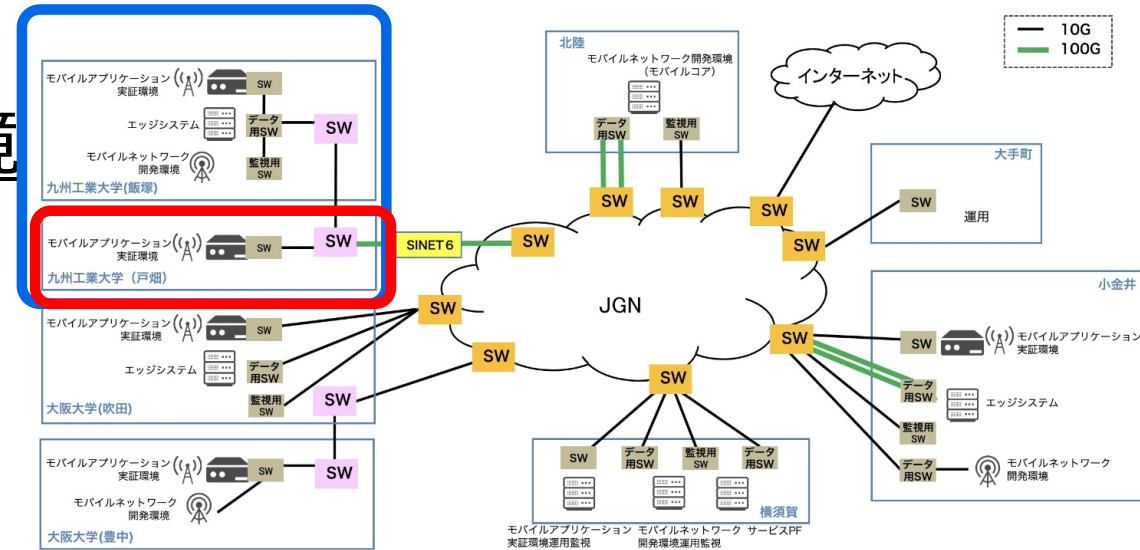 境
10G
100G
モバイルアプリケーション
実証環境
SW
エッジシステム
データ
用SW
SW
モバイルネットワーク
開発環境
監視用
SW
九州工業大学(飯塚)
モバイルアプリケーション
実証環境
SW
SW
九州工業大学（戸畑）
SINET6
SW
モバイルアプリケーション
実証環境
SW
エッジシステム
データ
用SW
監視用
SW
大阪大学(吹田)
SW
SW
SW
モバイルアプリケーション
実証環境
SW
SW
モバイルネットワーク
開発環境
大阪大学(豊中)
北陸
モバイルネットワーク開発環境
（モバイルコア）
データ
用SW
監視用
SW
SW
SW
インターネット
SW
SW
JGN
大手町
SW
運用
小金井
SW
SW
モバイルアプリケーション
実証環境
データ
用SW
エッジシステム
監視用
SW
データ
用SW
モバイルネットワーク
開発環境
SW
SW
データ
用SW
監視用
SW
データ
用SW
横須賀
モバイルアプリケーション
実証環境運用監視
モバイルネットワーク
開発環境運用監視
サービスPF